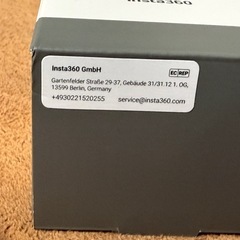 Insta360
Insta360 GmbH
EC REP
Gartenfelder Straße 29-37, Gebäude 31/31.12 1. OG,
13599 Berlin, Germany
+4930221520255 service@insta360.com